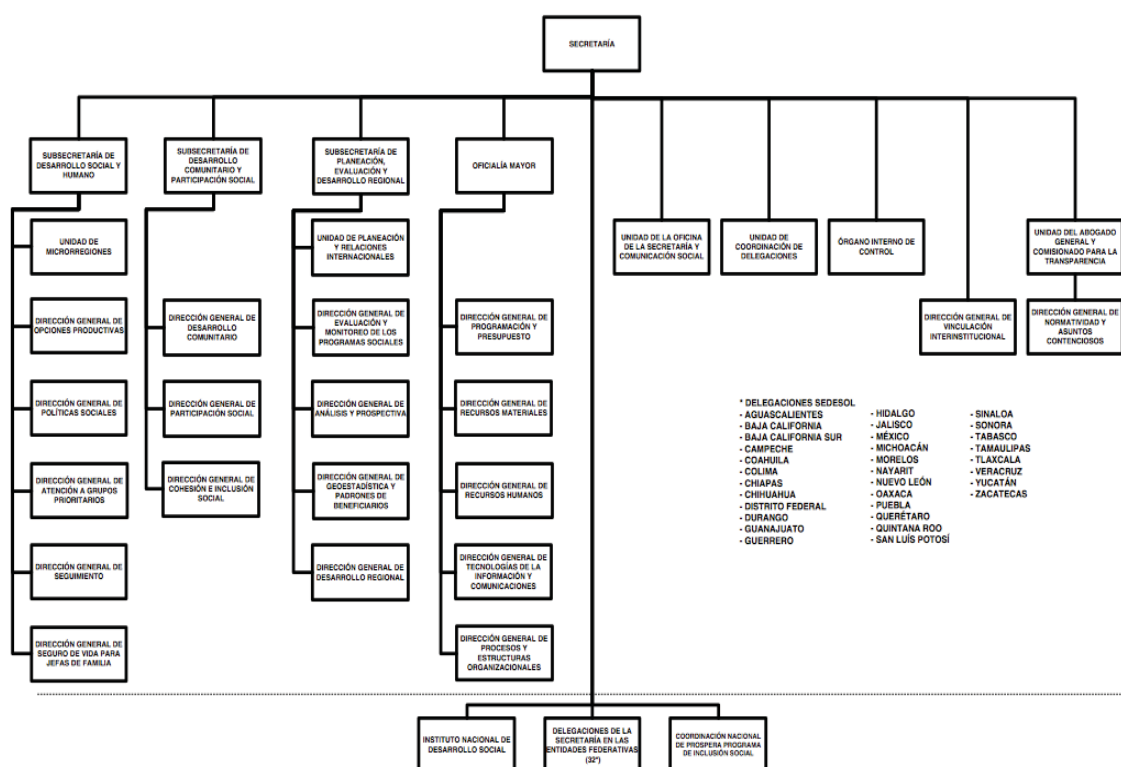 SECRETARÍA
SUBSECRETARÍA DE
DESARROLLO SOCIAL Y
HUMANO
UNIDAD DE
MICRORREGIONES
DIRECCIÓN GENERAL DE
OPCIONES PRODUCTIVAS
DIRECCIÓN GENERAL DE
POLÍTICAS SOCIALES
DIRECCIÓN GENERAL DE
ATENCIÓN A GRUPOS
PRIORITARIOS
DIRECCIÓN GENERAL DE
SEGUIMIENTO
DIRECCIÓN GENERAL DE
SEGURO DE VIDA PARA
JEFAS DE FAMILIA
SUBSECRETARÍA DE
DESARROLLO
COMUNITARIO Y
PARTICIPACIÓN SOCIAL
DIRECCIÓN GENERAL DE
DESARROLLO
COMUNITARIO
DIRECCIÓN GENERAL DE
PARTICIPACIÓN SOCIAL
DIRECCIÓN GENERAL DE
COHESIÓN E INCLUSIÓN
SOCIAL
SUBSECRETARÍA DE
PLANEACIÓN,
EVALUACIÓN Y
DESARROLLO REGIONAL
UNIDAD DE PLANEACIÓN
Y RELACIONES
INTERNACIONALES
DIRECCIÓN GENERAL DE
EVALUACIÓN Y
MONITOREO DE LOS
PROGRAMAS SOCIALES
DIRECCIÓN GENERAL DE
ANÁLISIS Y PROSPECTIVA
DIRECCIÓN GENERAL DE
GEOESTADÍSTICA Y
PADRONES DE
BENEFICIARIOS
DIRECCIÓN GENERAL DE
DESARROLLO REGIONAL
OFICIALÍA MAYOR
DIRECCIÓN GENERAL DE
PROGRAMACIÓN Y
PRESUPUESTO
DIRECCIÓN GENERAL DE
RECURSOS MATERIALES
DIRECCIÓN GENERAL DE
RECURSOS HUMANOS
DIRECCIÓN GENERAL DE
TECNOLOGÍAS DE LA
INFORMACIÓN Y
COMUNICACIONES
DIRECCIÓN GENERAL DE
PROCESOS Y
ESTRUCTURAS
ORGANIZACIONALES
UNIDAD DE LA OFICINA
DE LA SECRETARÍA Y
COMUNICACIÓN SOCIAL
UNIDAD DE
COORDINACIÓN DE
DELEGACIONES
ÓRGANO INTERNO DE
CONTROL
DIRECCIÓN GENERAL DE
VINCULACIÓN
INTERINSTITUCIONAL
UNIDAD DEL ABOGADO
GENERAL Y
COMISIONADO PARA LA
TRANSPARENCIA
DIRECCIÓN GENERAL DE
NORMATIVIDAD Y
ASUNTOS
CONTENCIOSOS
* DELEGACIONES SEDESOL
- AGUASCALIENTES
- BAJA CALIFORNIA
- BAJA CALIFORNIA SUR
- CAMPECHE
- COAHUILA
- COLIMA
- CHIAPAS
- CHIHUAHUA
- DISTRITO FEDERAL
- DURANGO
- GUANAJUATO
- GUERRERO
- HIDALGO
- JALISCO
- MÉXICO
- MICHOACÁN
- MORELOS
- NAYARIT
- NUEVO LEÓN
- OAXACA
- PUEBLA
- QUERÉTARO
- QUINTANA ROO
- SAN LUÍS POTOSÍ
- SINALOA
- SONORA
- TABASCO
- TAMAULIPAS
- TLAXCALA
- VERACRUZ
- YUCATÁN
- ZACATECAS
INSTITUTO NACIONAL DE
DESARROLLO SOCIAL
DELEGACIONES DE LA
SECRETARÍA EN LAS
ENTIDADES FEDERATIVAS
(32*)
COORDINACIÓN NACIONAL
DE PROSPERA PROGRAMA
DE INCLUSIÓN SOCIAL